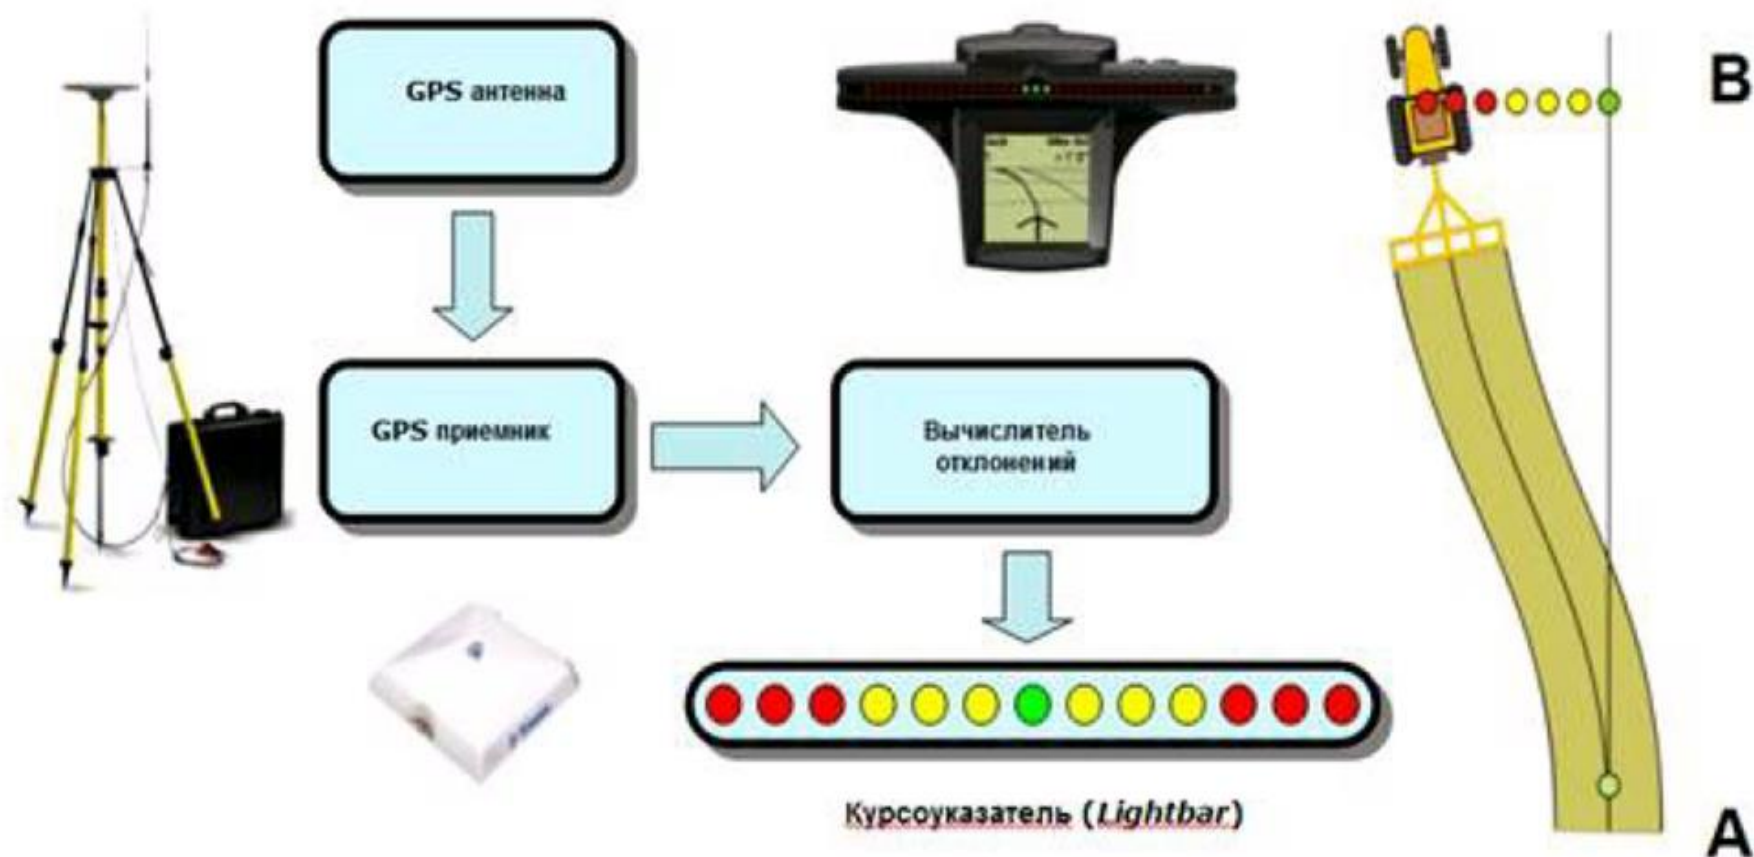 GPS антенна
B
GPS приемник
Вычислитель
отклонений
Курсоуказатель (Lightbar)
A